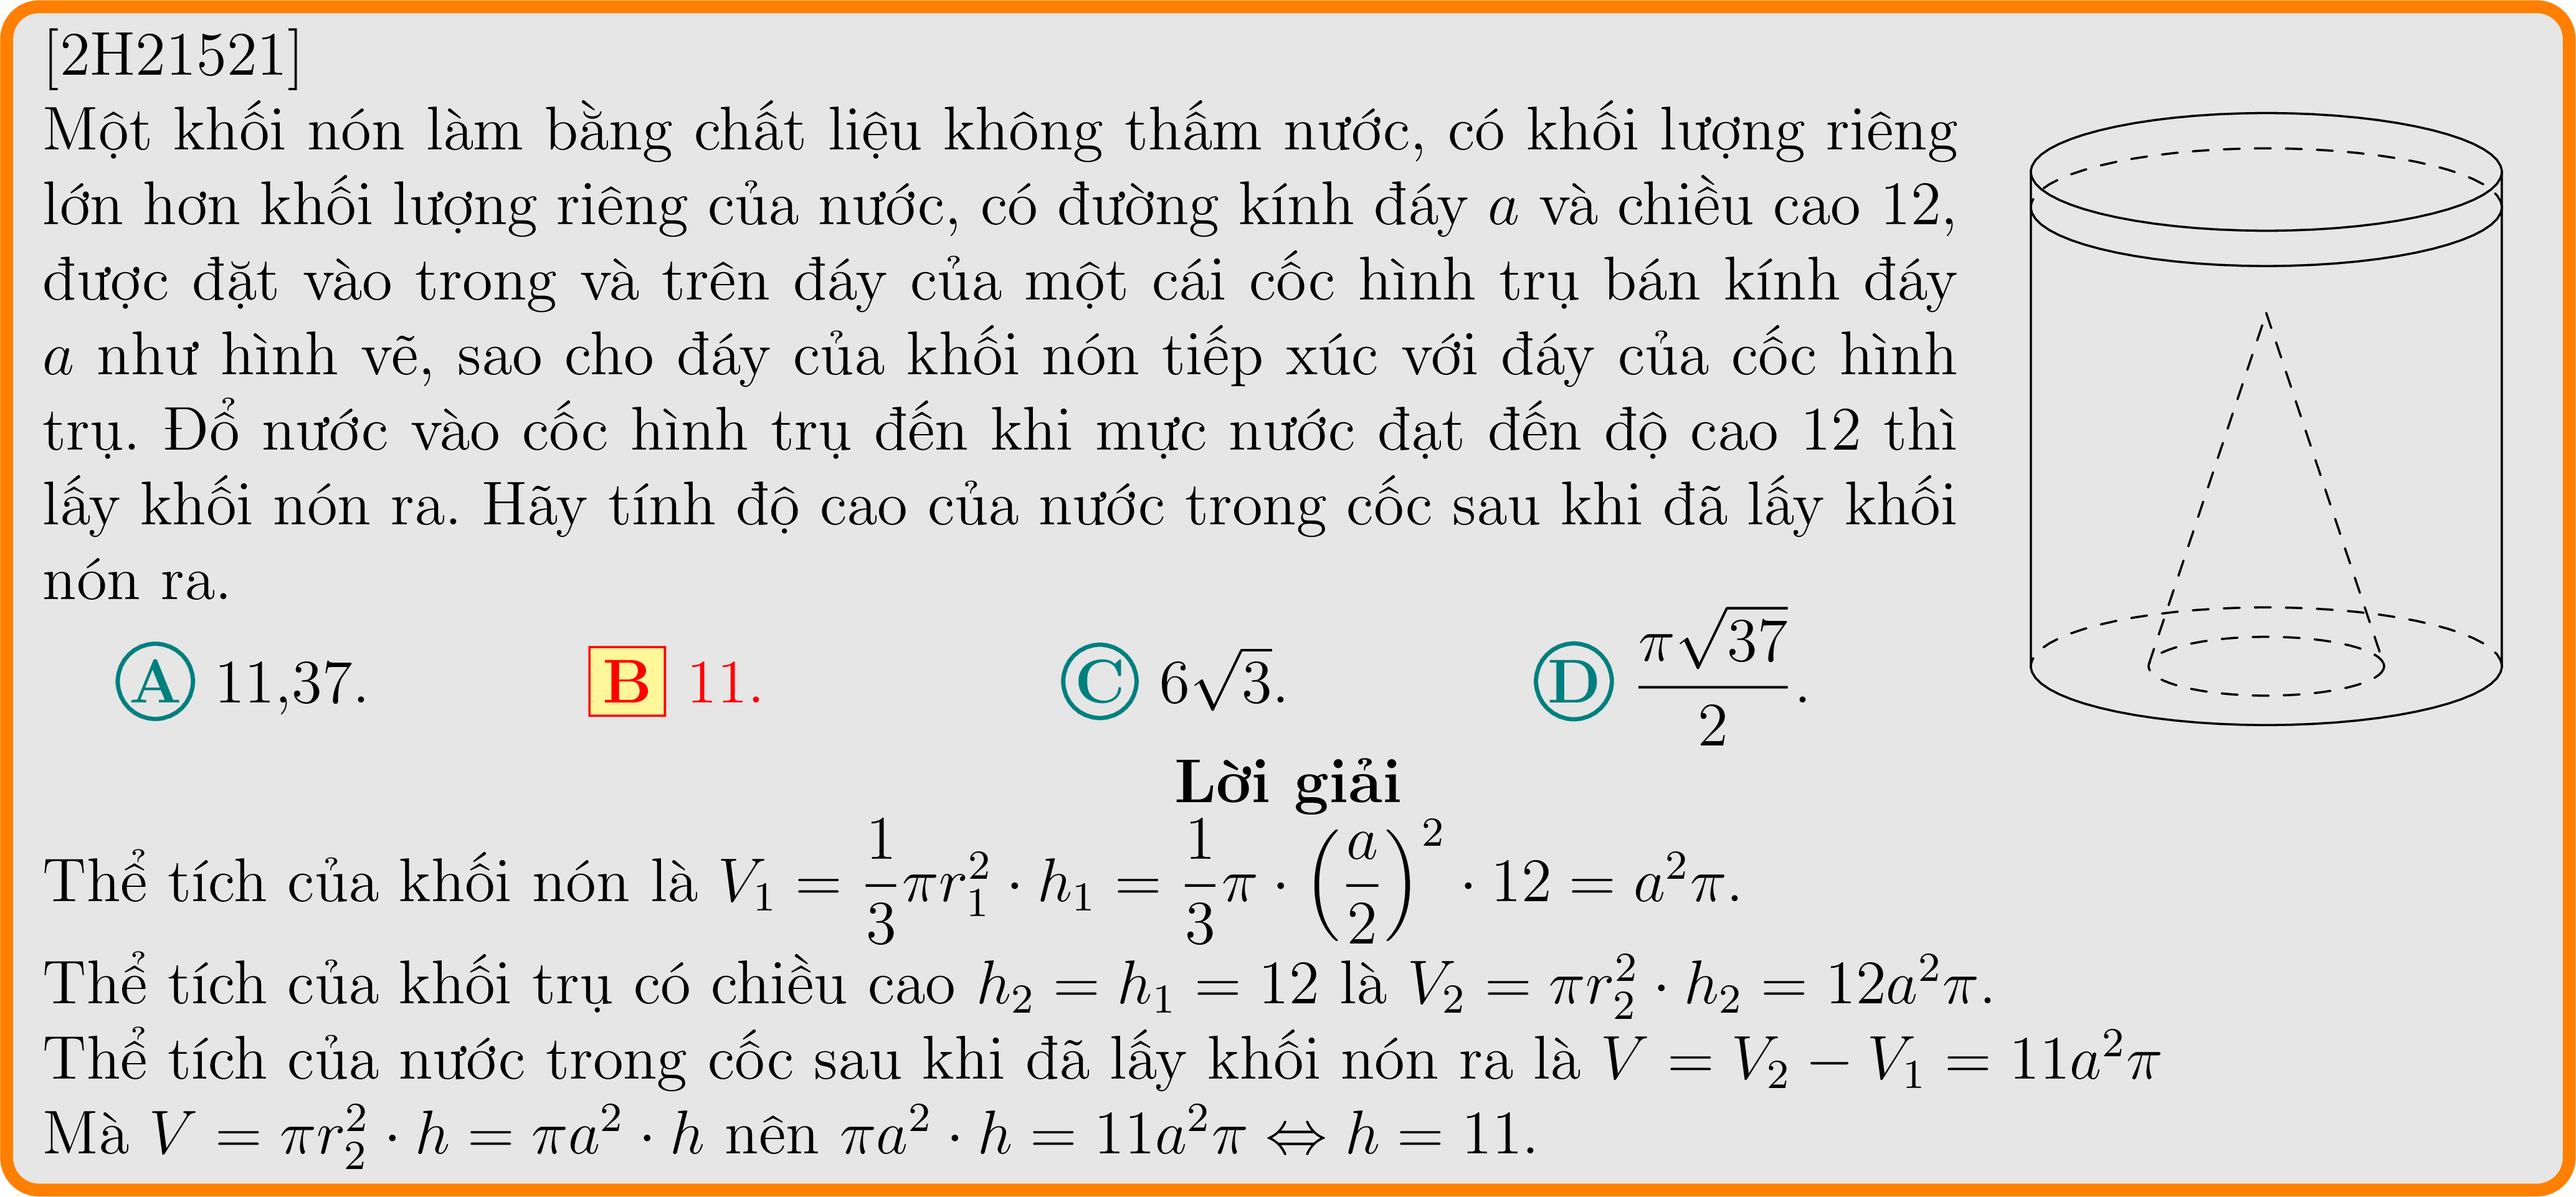 [2H21521]
Một khối nón làm bằng chất liệu không thấm nước, có khối lượng riêng
lớn hơn khối lượng riêng của nước, có đường kính đáy a và chiều cao 12,
được đặt vào trong và trên đáy của một cái cốc hình trụ bán kính đáy
a như hình vẽ, sao cho đáy của khối nón tiếp xúc với đáy của cốc hình
trụ. Đổ nước vào cốc hình trụ đến khi mực nước đạt đến độ cao 12 thì
lấy khối nón ra. Hãy tính độ cao của nước trong cốc sau khi đã lấy khối
nón ra.
A 11,37. B 11. C $6\sqrt{3}$. D $\dfrac{\pi\sqrt{37}}{2}$.
Lời giải
Thể tích của khối nón là $V_1 = \dfrac{1}{3}\pi r_1^2 \cdot h_1 = \dfrac{1}{3}\pi \cdot \left(\dfrac{a}{2}\right)^2 \cdot 12 = a^2\pi$.
Thể tích của khối trụ có chiều cao $h_2 = h_1 = 12$ là $V_2 = \pi r_2^2 \cdot h_2 = 12a^2\pi$.
Thể tích của nước trong cốc sau khi đã lấy khối nón ra là $V = V_2 - V_1 = 11a^2\pi$
Mà $V = \pi r_2^2 \cdot h = \pi a^2 \cdot h$ nên $\pi a^2 \cdot h = 11a^2\pi \Leftrightarrow h = 11$.